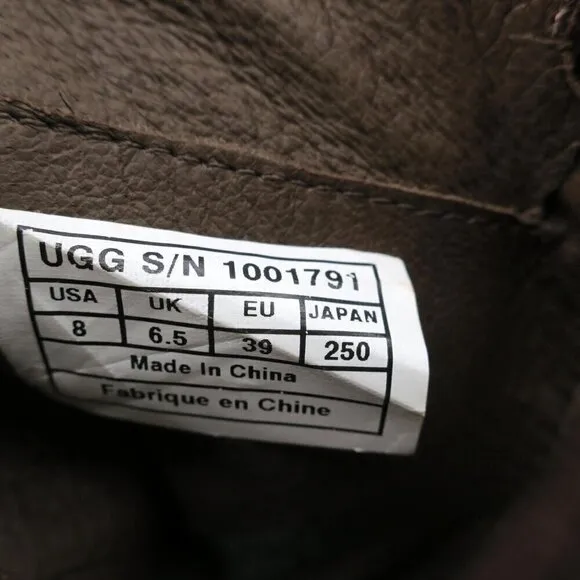 UGG S/N 1001791
USA UK EU JAPAN
8 6.5 39 250
Made In China
Fabrique en Chine